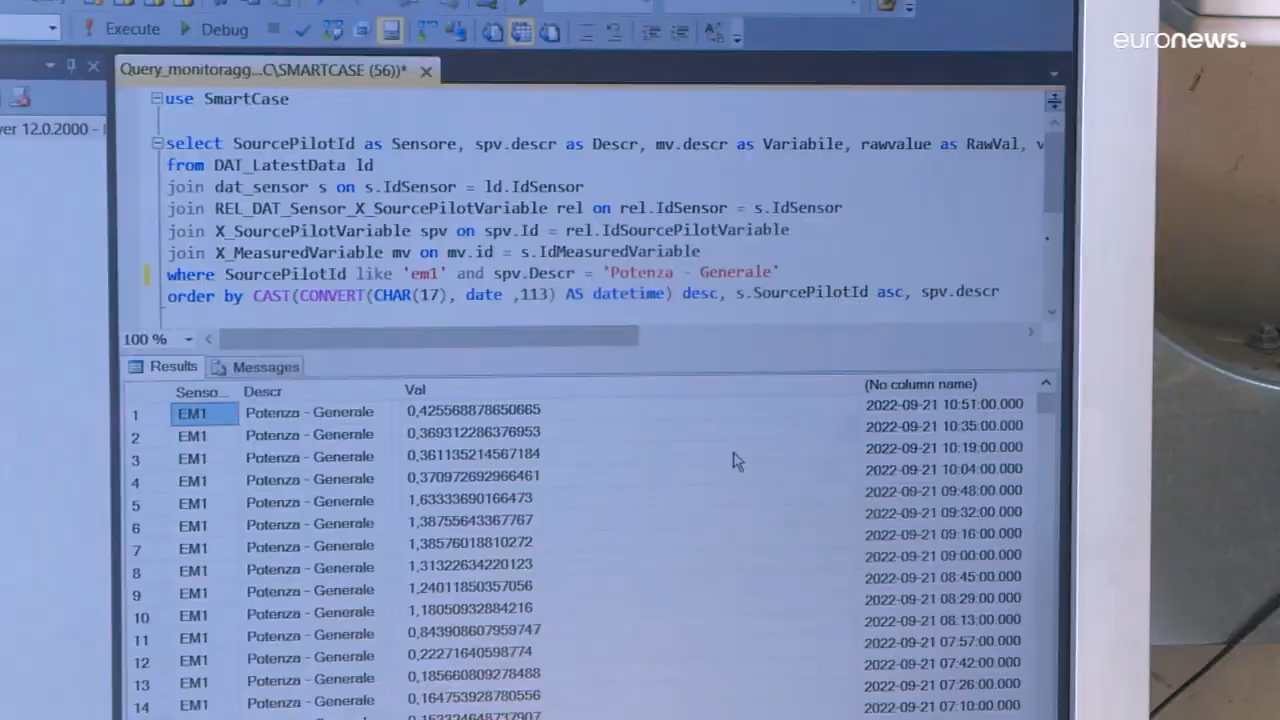 euronews.
Execute Debug
Query_monitoragg...C\SMARTCASE (56))*
use SmartCase
er 12.0.2000 -
select SourcePilotId as Sensore, spv.descr as Descr, mv.descr as Variabile, rawvalue as RawVal, v
from DAT_LatestData ld
join dat_sensor s on s.IdSensor = ld.IdSensor
join REL_DAT_Sensor_X_SourcePilotVariable rel on rel.IdSensor = s.IdSensor
join X_SourcePilotVariable spv on spv.Id = rel.IdSourcePilotVariable
join X_MeasuredVariable mv on mv.id = s.IdMeasuredVariable
where SourcePilotId like 'em1' and spv.Descr = 'Potenza - Generale'
order by CAST(CONVERT(CHAR(17), date ,113) AS datetime) desc, s.SourcePilotId asc, spv.descr
100 %
Results Messages
Senso... Descr Val (No column name)
1 EM1 Potenza - Generale 0,425568878650665 2022-09-21 10:51:00.000
2 EM1 Potenza - Generale 0,369312286376953 2022-09-21 10:35:00.000
3 EM1 Potenza - Generale 0,361135214567184 2022-09-21 10:19:00.000
4 EM1 Potenza - Generale 0,370972692966461 2022-09-21 10:04:00.000
5 EM1 Potenza - Generale 1,63333690166473 2022-09-21 09:48:00.000
6 EM1 Potenza - Generale 1,38755643367767 2022-09-21 09:32:00.000
7 EM1 Potenza - Generale 1,38576018810272 2022-09-21 09:16:00.000
8 EM1 Potenza - Generale 1,31322634220123 2022-09-21 09:00:00.000
9 EM1 Potenza - Generale 1,24011850357056 2022-09-21 08:45:00.000
10 EM1 Potenza - Generale 1,18050932884216 2022-09-21 08:29:00.000
11 EM1 Potenza - Generale 0,843908607959747 2022-09-21 08:13:00.000
12 EM1 Potenza - Generale 0,22271640598774 2022-09-21 07:57:00.000
13 EM1 Potenza - Generale 0,185660809278488 2022-09-21 07:42:00.000
14 EM1 Potenza - Generale 0,164753928780556 2022-09-21 07:26:00.000
2022-09-21 07:10:00.000